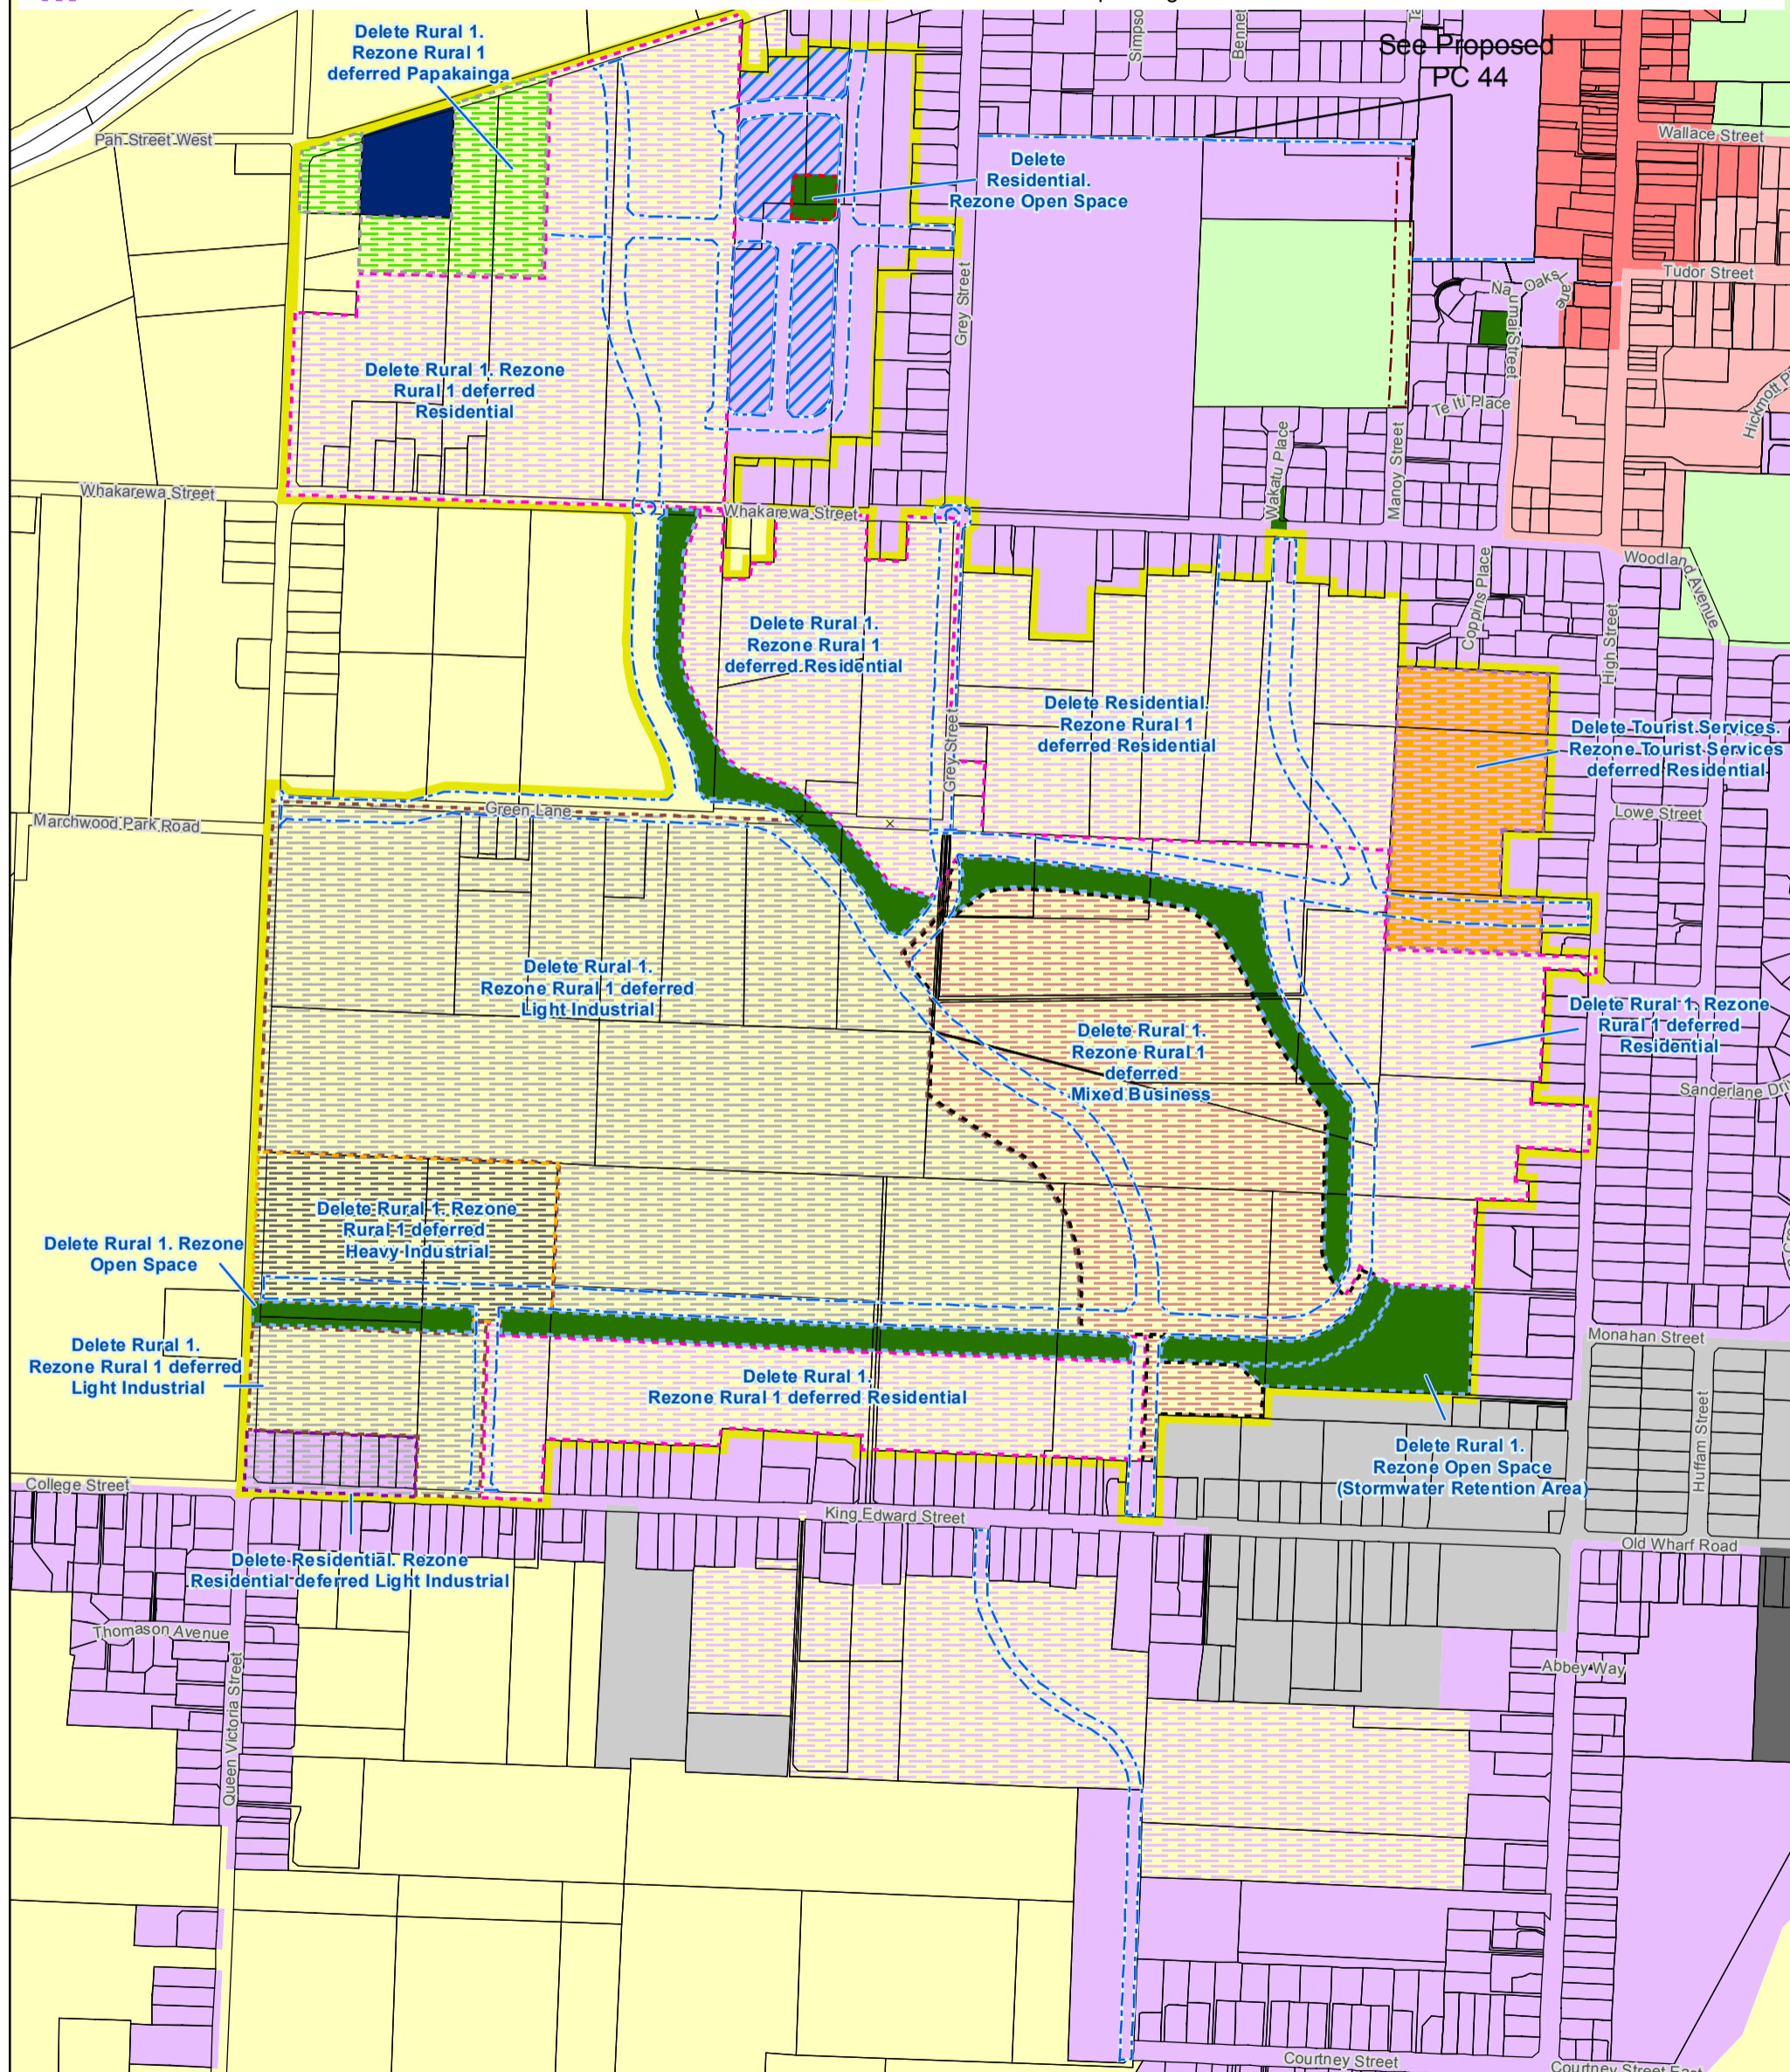 Delete Rural 1.
Rezone Rural 1
deferred Papakainga
See Proposed
PC 44
Bennet
Pah Street West
Wallace Street
Delete
Residential.
Rezone Open Space
Grey Street
Tudor Street
Oaks
Lane
Te Iti Place
Delete Rural 1. Rezone
Rural 1 deferred
Residential
Wakatu Place
Manoy Street
Whakarewa Street
Whakarewa Street
Woodland Avenue
Coppins Place
High Street
Delete Rural 1.
Rezone Rural 1
deferred Residential
Delete Residential.
Rezone Rural 1
deferred Residential
Grey Street
Delete Tourist Services.
Rezone Tourist Services
deferred Residential
Lowe Street
Green Lane
Marchwood Park Road
Delete Rural 1.
Rezone Rural 1 deferred
Light Industrial
Delete Rural 1.
Rezone Rural 1
deferred
Mixed Business
Delete Rural 1. Rezone
Rural 1 deferred
Residential
Delete Rural 1. Rezone
Rural 1 deferred
Heavy Industrial
Delete Rural 1. Rezone
Open Space
Delete Rural 1.
Rezone Rural 1 deferred
Light Industrial
Delete Rural 1.
Rezone Rural 1 deferred Residential
Monahan Street
Huffam Street
Delete Rural 1.
Rezone Open Space
(Stormwater Retention Area)
College Street
King Edward Street
Old Wharf Road
Delete Residential. Rezone
Residential deferred Light Industrial
Thomason Avenue
Queen Victoria Street
Abbey Way
Courtney Street
Courtney Street East